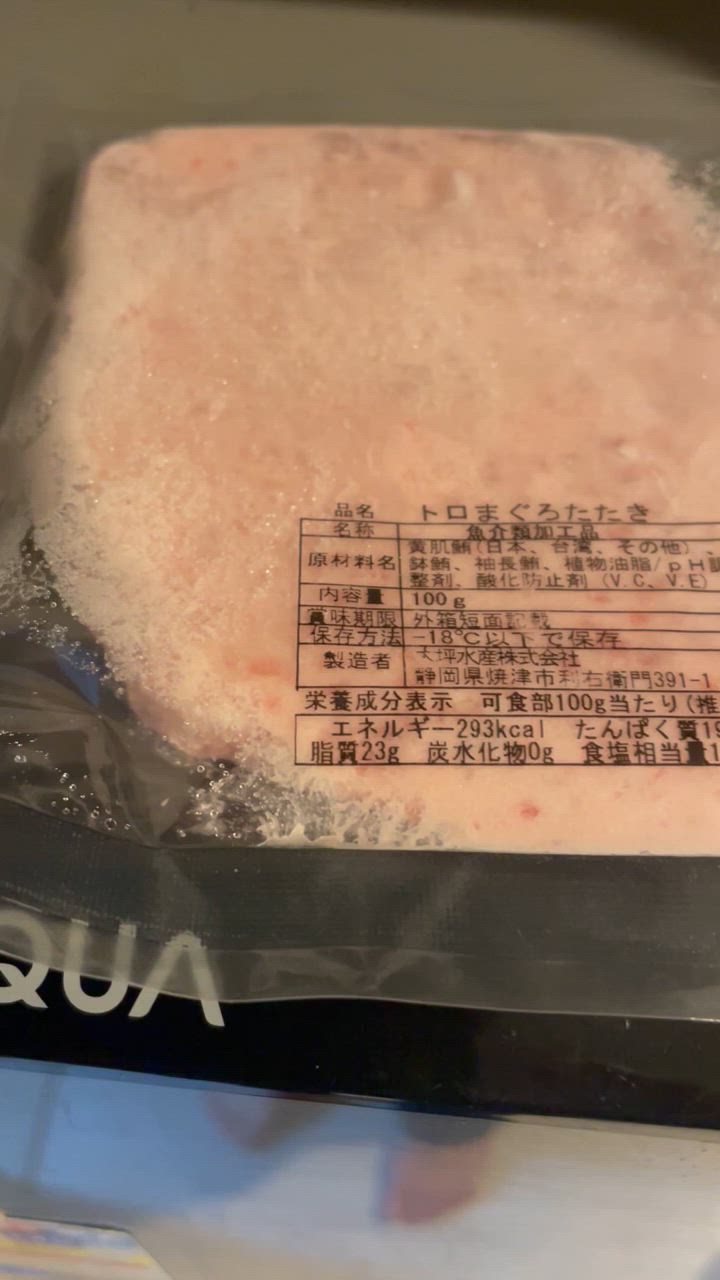 品名 トロまぐろたたき
名称 魚介類加工品
原材料名 黄肌鮪(日本、台湾、その他)、
鉢鮪、袖長鮪、植物油脂/pH調
整剤、酸化防止剤(V.C、V.E)
内容量 100g
賞味期限 外箱短面記載
保存方法 -18℃以下で保存
製造者 大坪水産株式会社
静岡県焼津市利右衛門391-1
栄養成分表示 可食部100g当たり(推
エネルギー293kcal たんぱく質19
脂質23g 炭水化物0g 食塩相当量1
QUA